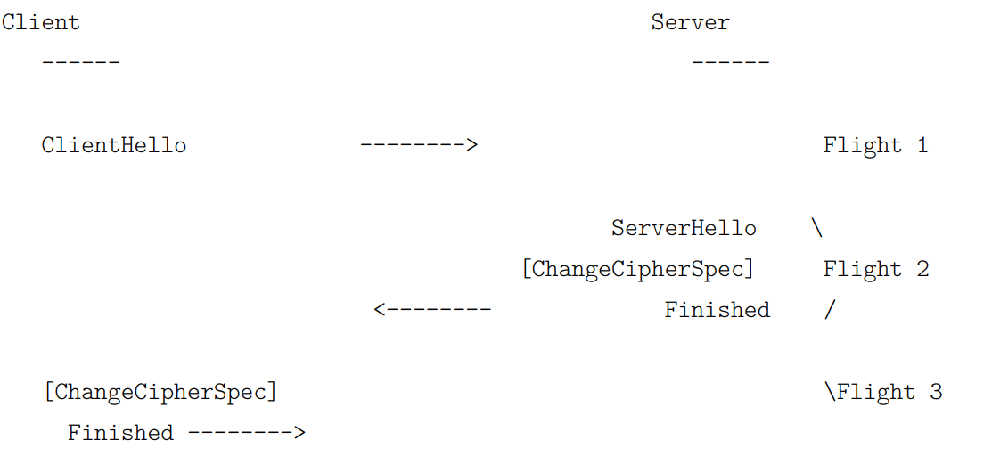 Client Server
------ ------
ClientHello --------> Flight 1
ServerHello \
[ChangeCipherSpec] Flight 2
<-------- Finished /
[ChangeCipherSpec] \Flight 3
Finished -------->